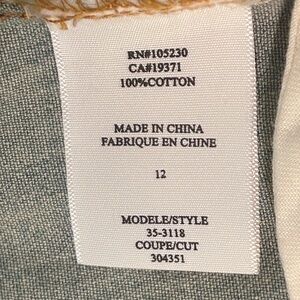 RN#105230
CA#19371
100%COTTON
MADE IN CHINA
FABRIQUE EN CHINE
12
MODELE/STYLE
35-3118
COUPE/CUT
304351